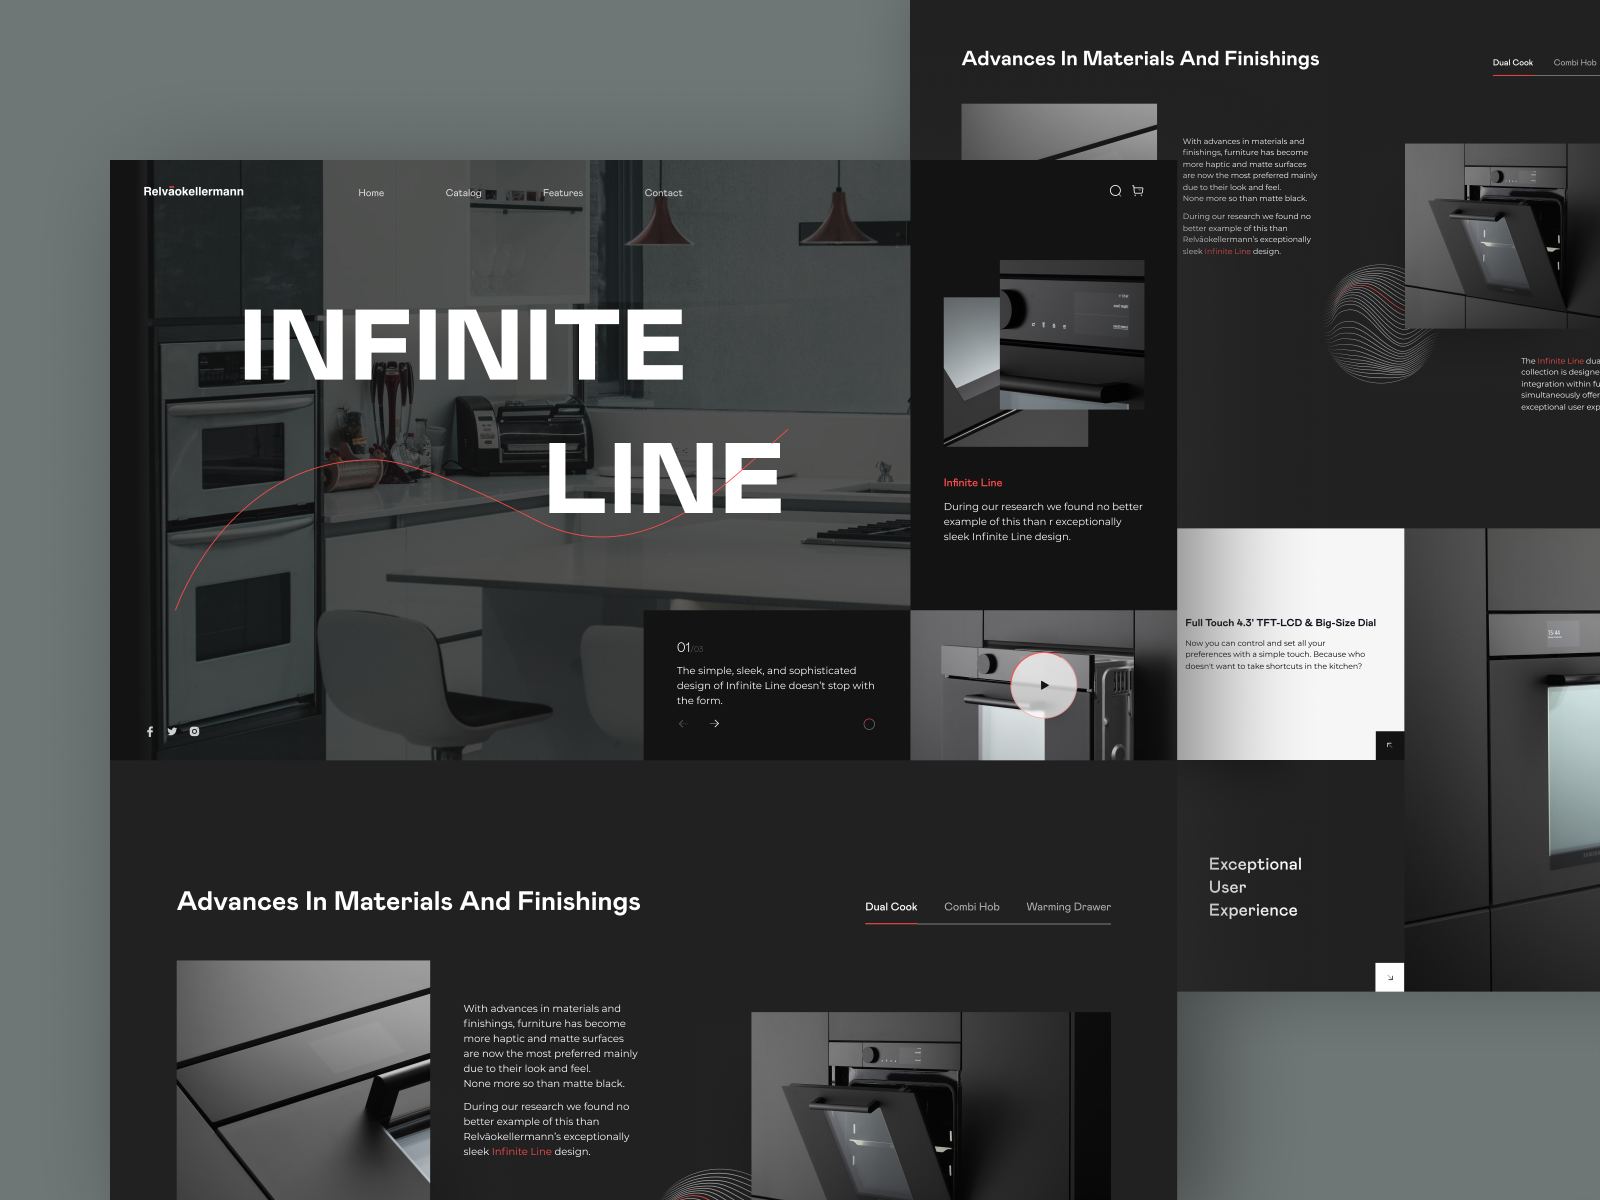 Advances In Materials And Finishings
Dual Cook
Combi Hob
With advances in materials and
finishings, furniture has become
more haptic and matte surfaces
are now the most preferred mainly
due to their look and feel.
None more so than matte black.
During our research we found no
better example of this than
Relvāokellermann's exceptionally
sleek Infinite Line design.
The Infinite Line
collection is
integration within
simultaneously
exceptional user
Relvāokellermann
Home
Catalog
Features
Contact
INFINITE
LINE
Infinite Line
During our research we found no better
example of this than r exceptionally
sleek Infinite Line design.
01/03
The simple, sleek, and sophisticated
design of Infinite Line doesn't stop with
the form.
Full Touch 4.3' TFT-LCD & Big-Size Dial
Now you can control and set all your
preferences with a simple touch. Because who
doesn't want to take shortcuts in the kitchen?
Exceptional
User
Experience
Advances In Materials And Finishings
Dual Cook
Combi Hob
Warming Drawer
With advances in materials and
finishings, furniture has become
more haptic and matte surfaces
are now the most preferred mainly
due to their look and feel.
None more so than matte black.
During our research we found no
better example of this than
Relvāokellermann's exceptionally
sleek Infinite Line design.